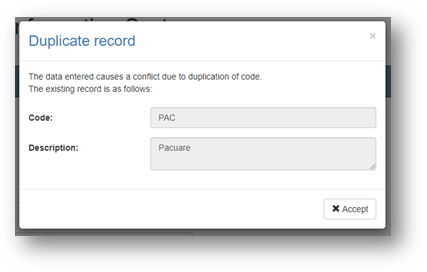 Duplicate record
×
The data entered causes a conflict due to duplication of code.
The existing record is as follows:
Code: PAC
Description: Pacuare
✖ Accept